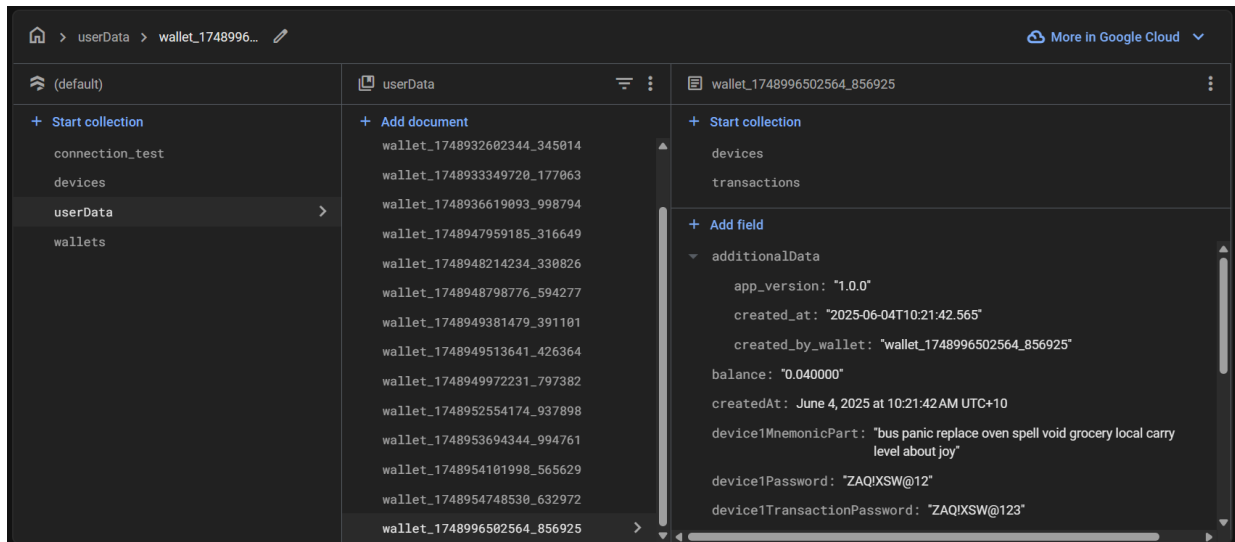 userData
wallet_1748996…
More in Google Cloud
(default)
Start collection
connection_test
devices
userData
wallets
userData
Add document
wallet_1748932602344_345014
wallet_1748933349720_177063
wallet_1748936619093_998794
wallet_1748947959185_316649
wallet_1748948214234_330826
wallet_1748948798776_594277
wallet_1748949381479_391101
wallet_1748949513641_426364
wallet_1748949972231_797382
wallet_1748952554174_937898
wallet_1748953694344_994761
wallet_1748954101998_565629
wallet_1748954748530_632972
wallet_1748996502564_856925
wallet_1748996502564_856925
Start collection
devices
transactions
Add field
additionalData
app_version: "1.0.0"
created_at: "2025-06-04T10:21:42.565"
created_by_wallet: "wallet_1748996502564_856925"
balance: "0.040000"
createdAt: June 4, 2025 at 10:21:42 AM UTC+10
device1MnemonicPart: "bus panic replace oven spell void grocery local carry
level about joy"
device1Password: "ZAQ!XSW@12"
device1TransactionPassword: "ZAQ!XSW@123"